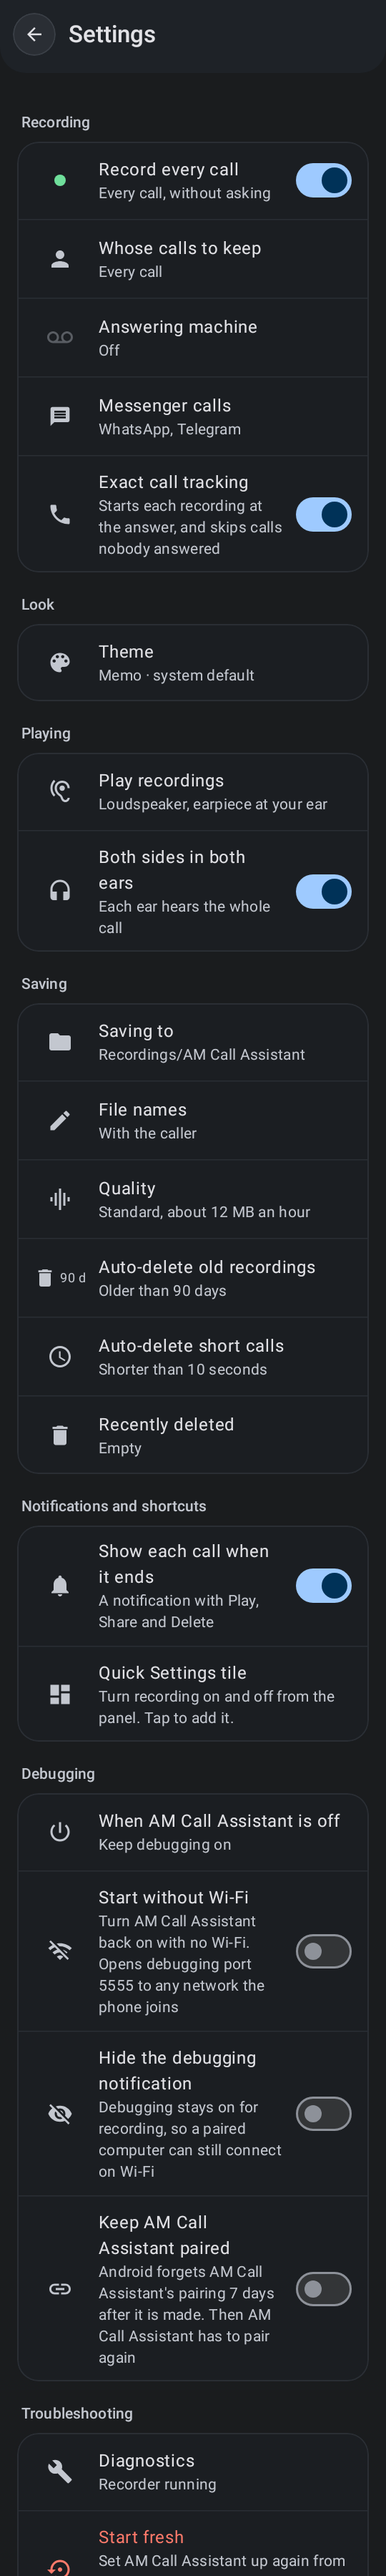 Settings
Recording
Record every call
Every call, without asking
Whose calls to keep
Every call
Answering machine
Off
Messenger calls
WhatsApp, Telegram
Exact call tracking
Starts each recording at
the answer, and skips calls
nobody answered
Look
Theme
Memo · system default
Playing
Play recordings
Loudspeaker, earpiece at your ear
Both sides in both
ears
Each ear hears the whole
call
Saving
Saving to
Recordings/AM Call Assistant
File names
With the caller
Quality
Standard, about 12 MB an hour
90 d
Auto-delete old recordings
Older than 90 days
Auto-delete short calls
Shorter than 10 seconds
Recently deleted
Empty
Notifications and shortcuts
Show each call when
it ends
A notification with Play,
Share and Delete
Quick Settings tile
Turn recording on and off from the
panel. Tap to add it.
Debugging
When AM Call Assistant is off
Keep debugging on
Start without Wi-Fi
Turn AM Call Assistant
back on with no Wi-Fi.
Opens debugging port
5555 to any network the
phone joins
Hide the debugging
notification
Debugging stays on for
recording, so a paired
computer can still connect
on Wi-Fi
Keep AM Call
Assistant paired
Android forgets AM Call
Assistant's pairing 7 days
after it is made. Then AM
Call Assistant has to pair
again
Troubleshooting
Diagnostics
Recorder running
Start fresh
Set AM Call Assistant up again from